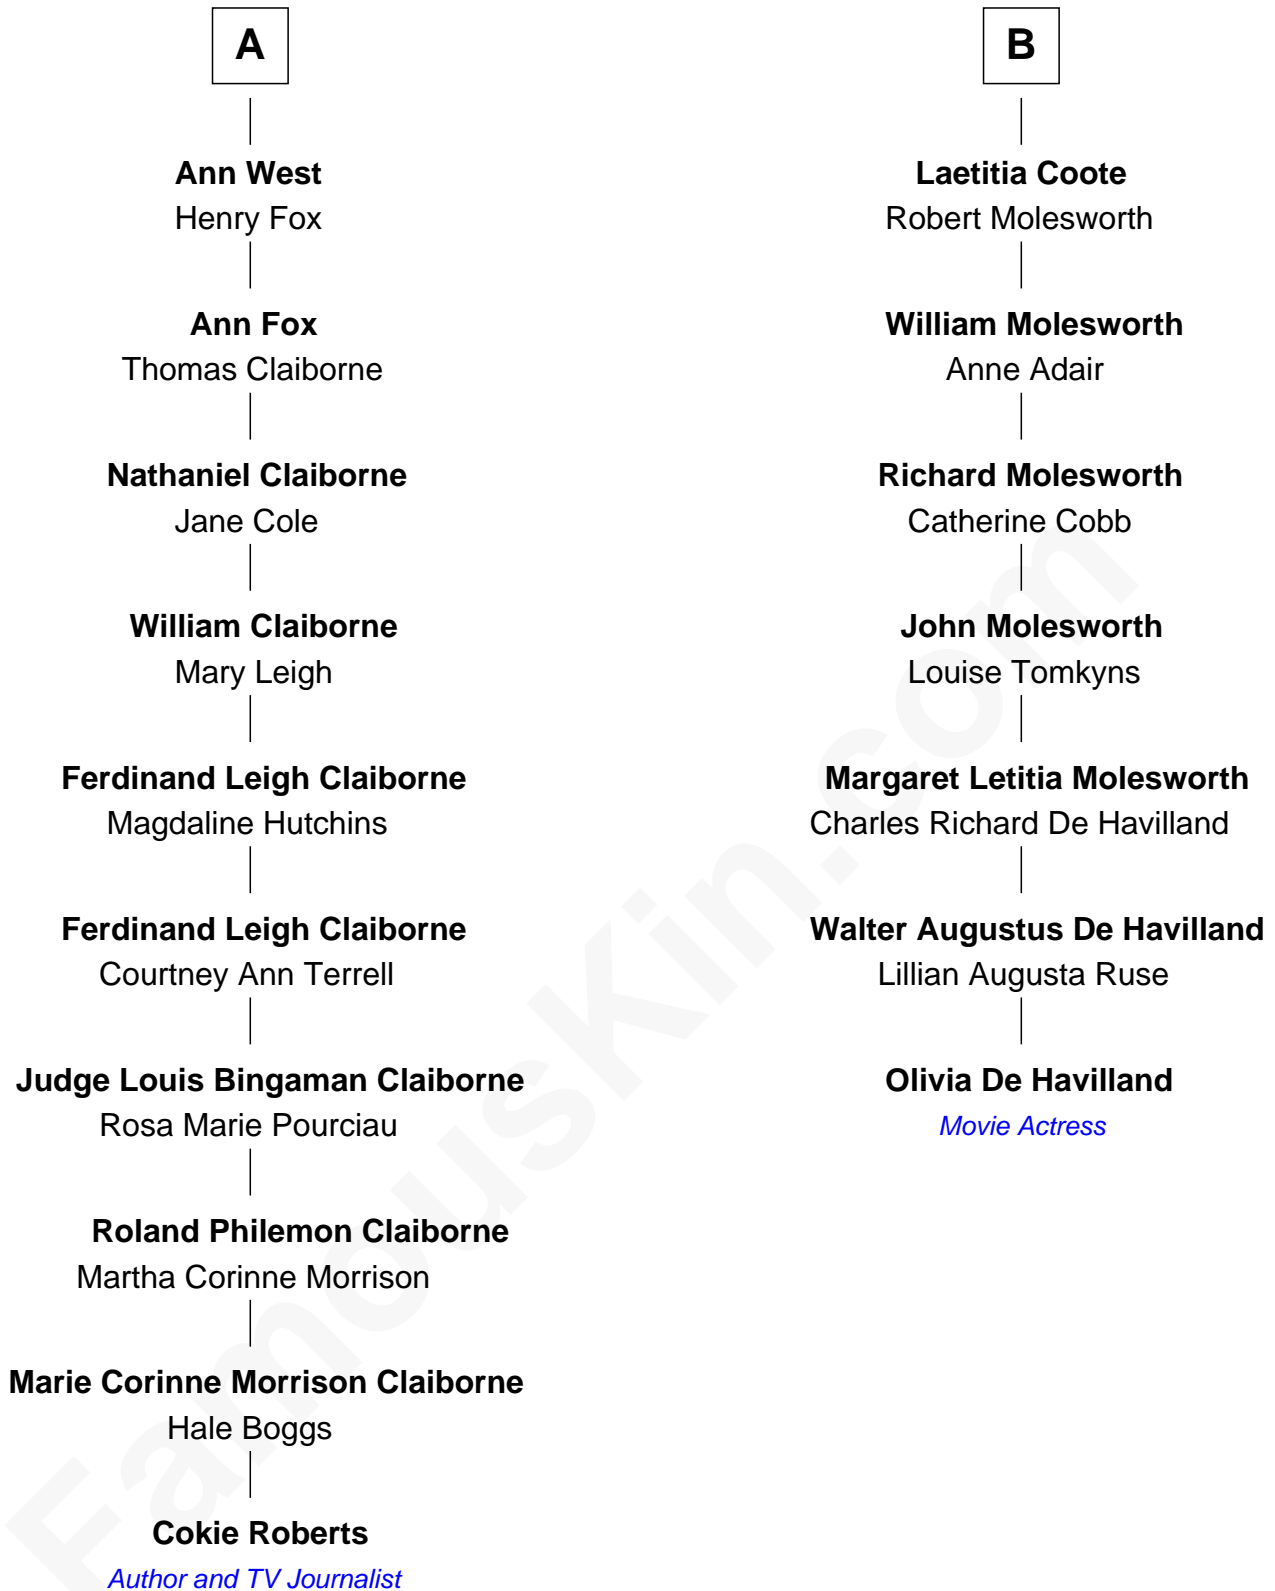 A
Ann West
Henry Fox
Ann Fox
Thomas Claiborne
Nathaniel Claiborne
Jane Cole
William Claiborne
Mary Leigh
Ferdinand Leigh Claiborne
Magdaline Hutchins
Ferdinand Leigh Claiborne
Courtney Ann Terrell
Judge Louis Bingaman Claiborne
Rosa Marie Pourciau
Roland Philemon Claiborne
Martha Corinne Morrison
Marie Corinne Morrison Claiborne
Hale Boggs
Cokie Roberts
Author and TV Journalist
B
Laetitia Coote
Robert Molesworth
William Molesworth
Anne Adair
Richard Molesworth
Catherine Cobb
John Molesworth
Louise Tomkyns
Margaret Letitia Molesworth
Charles Richard De Havilland
Walter Augustus De Havilland
Lillian Augusta Ruse
Olivia De Havilland
Movie Actress
FamousKin.com